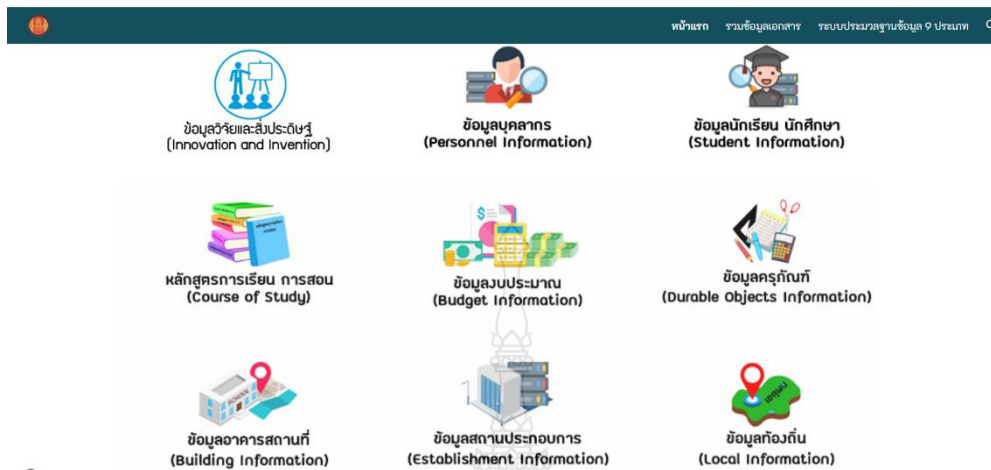 หน้าแรก รวมข้อมูลเอกสาร ระบบประมวลฐานข้อมูล 9 ประเภท
ข้อมูลวิจัยและสิ่งประดิษฐ์
(Innovation and Invention)
ข้อมูลบุคลากร
(Personnel Information)
ข้อมูลนักเรียน นักศึกษา
(Student Information)
หลักสูตรการเรียน การสอน
(Course of Study)
ข้อมูลงบประมาณ
(Budget Information)
ข้อมูลครุภัณฑ์
(Durable Objects Information)
SCHOOL
ข้อมูลอาคารสถานที่
(Building Information)
ข้อมูลสถานประกอบการ
(Establishment Information)
ข้อมูลท้องถิ่น
(Local Information)